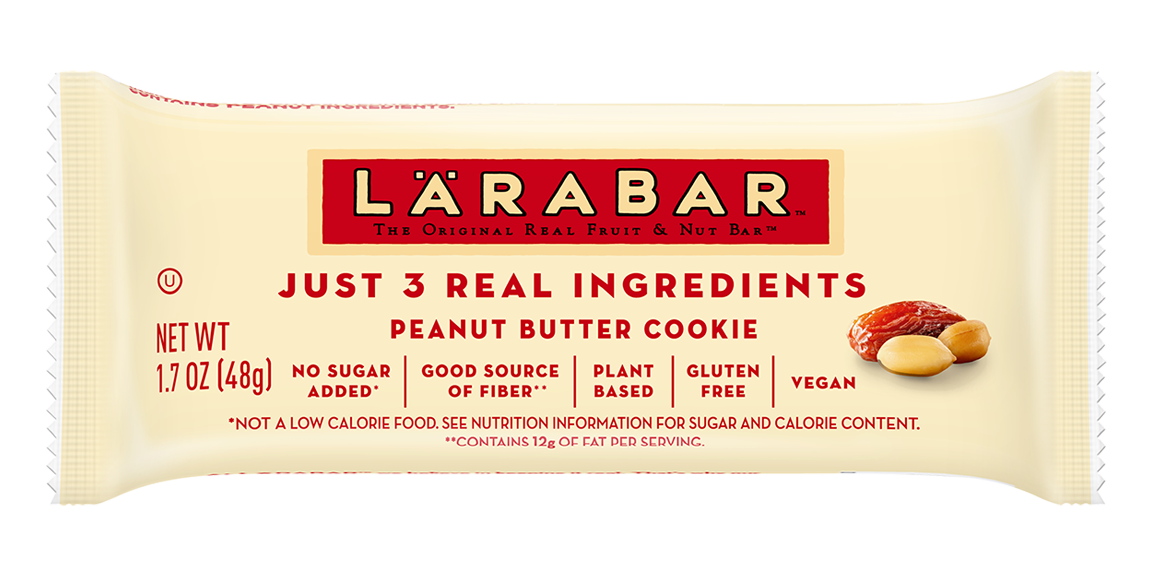 CONTAINS PEANUT INGREDIENTS.
LÄRABAR™
The Original Real Fruit & Nut Bar™
U
JUST 3 REAL INGREDIENTS
PEANUT BUTTER COOKIE
NET WT
1.7 OZ (48g)
NO SUGAR
ADDED*
GOOD SOURCE
OF FIBER**
PLANT
BASED
GLUTEN
FREE
VEGAN
*NOT A LOW CALORIE FOOD. SEE NUTRITION INFORMATION FOR SUGAR AND CALORIE CONTENT.
**CONTAINS 12g OF FAT PER SERVING.